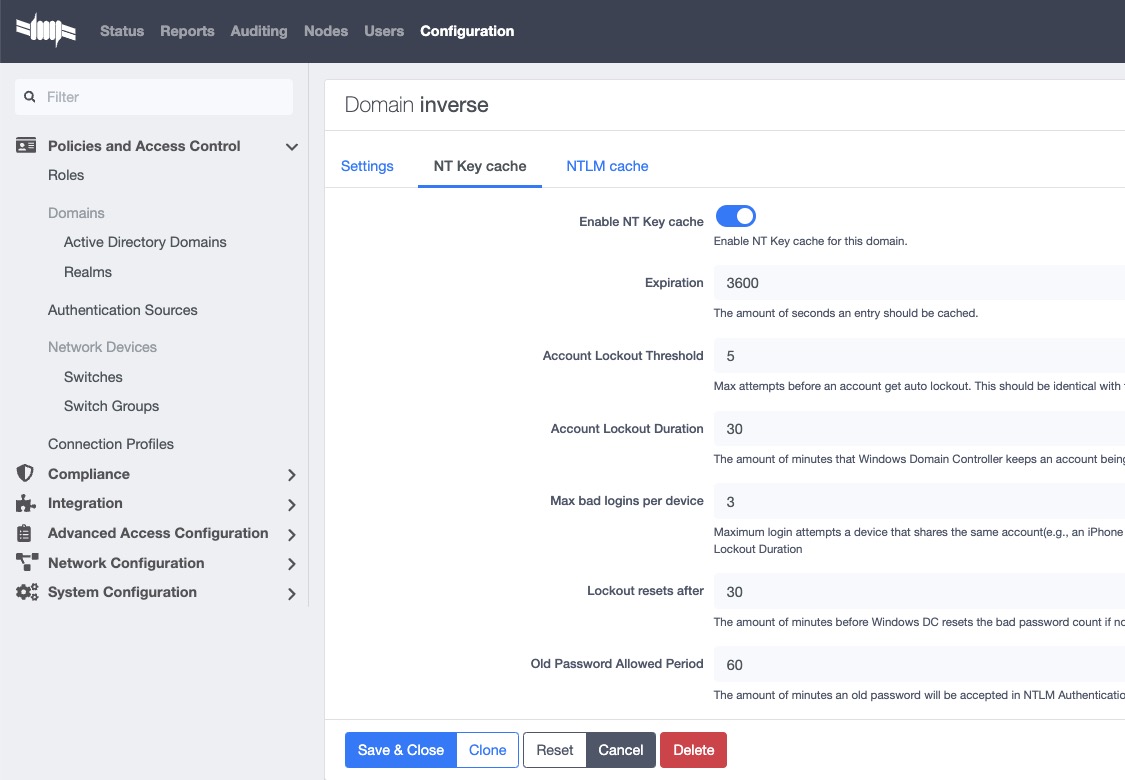 Status Reports Auditing Nodes Users Configuration
Filter
Policies and Access Control
Roles
Domains
Active Directory Domains
Realms
Authentication Sources
Network Devices
Switches
Switch Groups
Connection Profiles
Compliance
Integration
Advanced Access Configuration
Network Configuration
System Configuration
Domain inverse
Settings NT Key cache NTLM cache
Enable NT Key cache
Enable NT Key cache for this domain.
Expiration 3600
The amount of seconds an entry should be cached.
Account Lockout Threshold 5
Max attempts before an account get auto lockout. This should be identical with
Account Lockout Duration 30
The amount of minutes that Windows Domain Controller keeps an account being
Max bad logins per device 3
Maximum login attempts a device that shares the same account(e.g., an iPhone
Lockout Duration
Lockout resets after 30
The amount of minutes before Windows DC resets the bad password count if no
Old Password Allowed Period 60
The amount of minutes an old password will be accepted in NTLM Authenticatio
Save & Close Clone Reset Cancel Delete